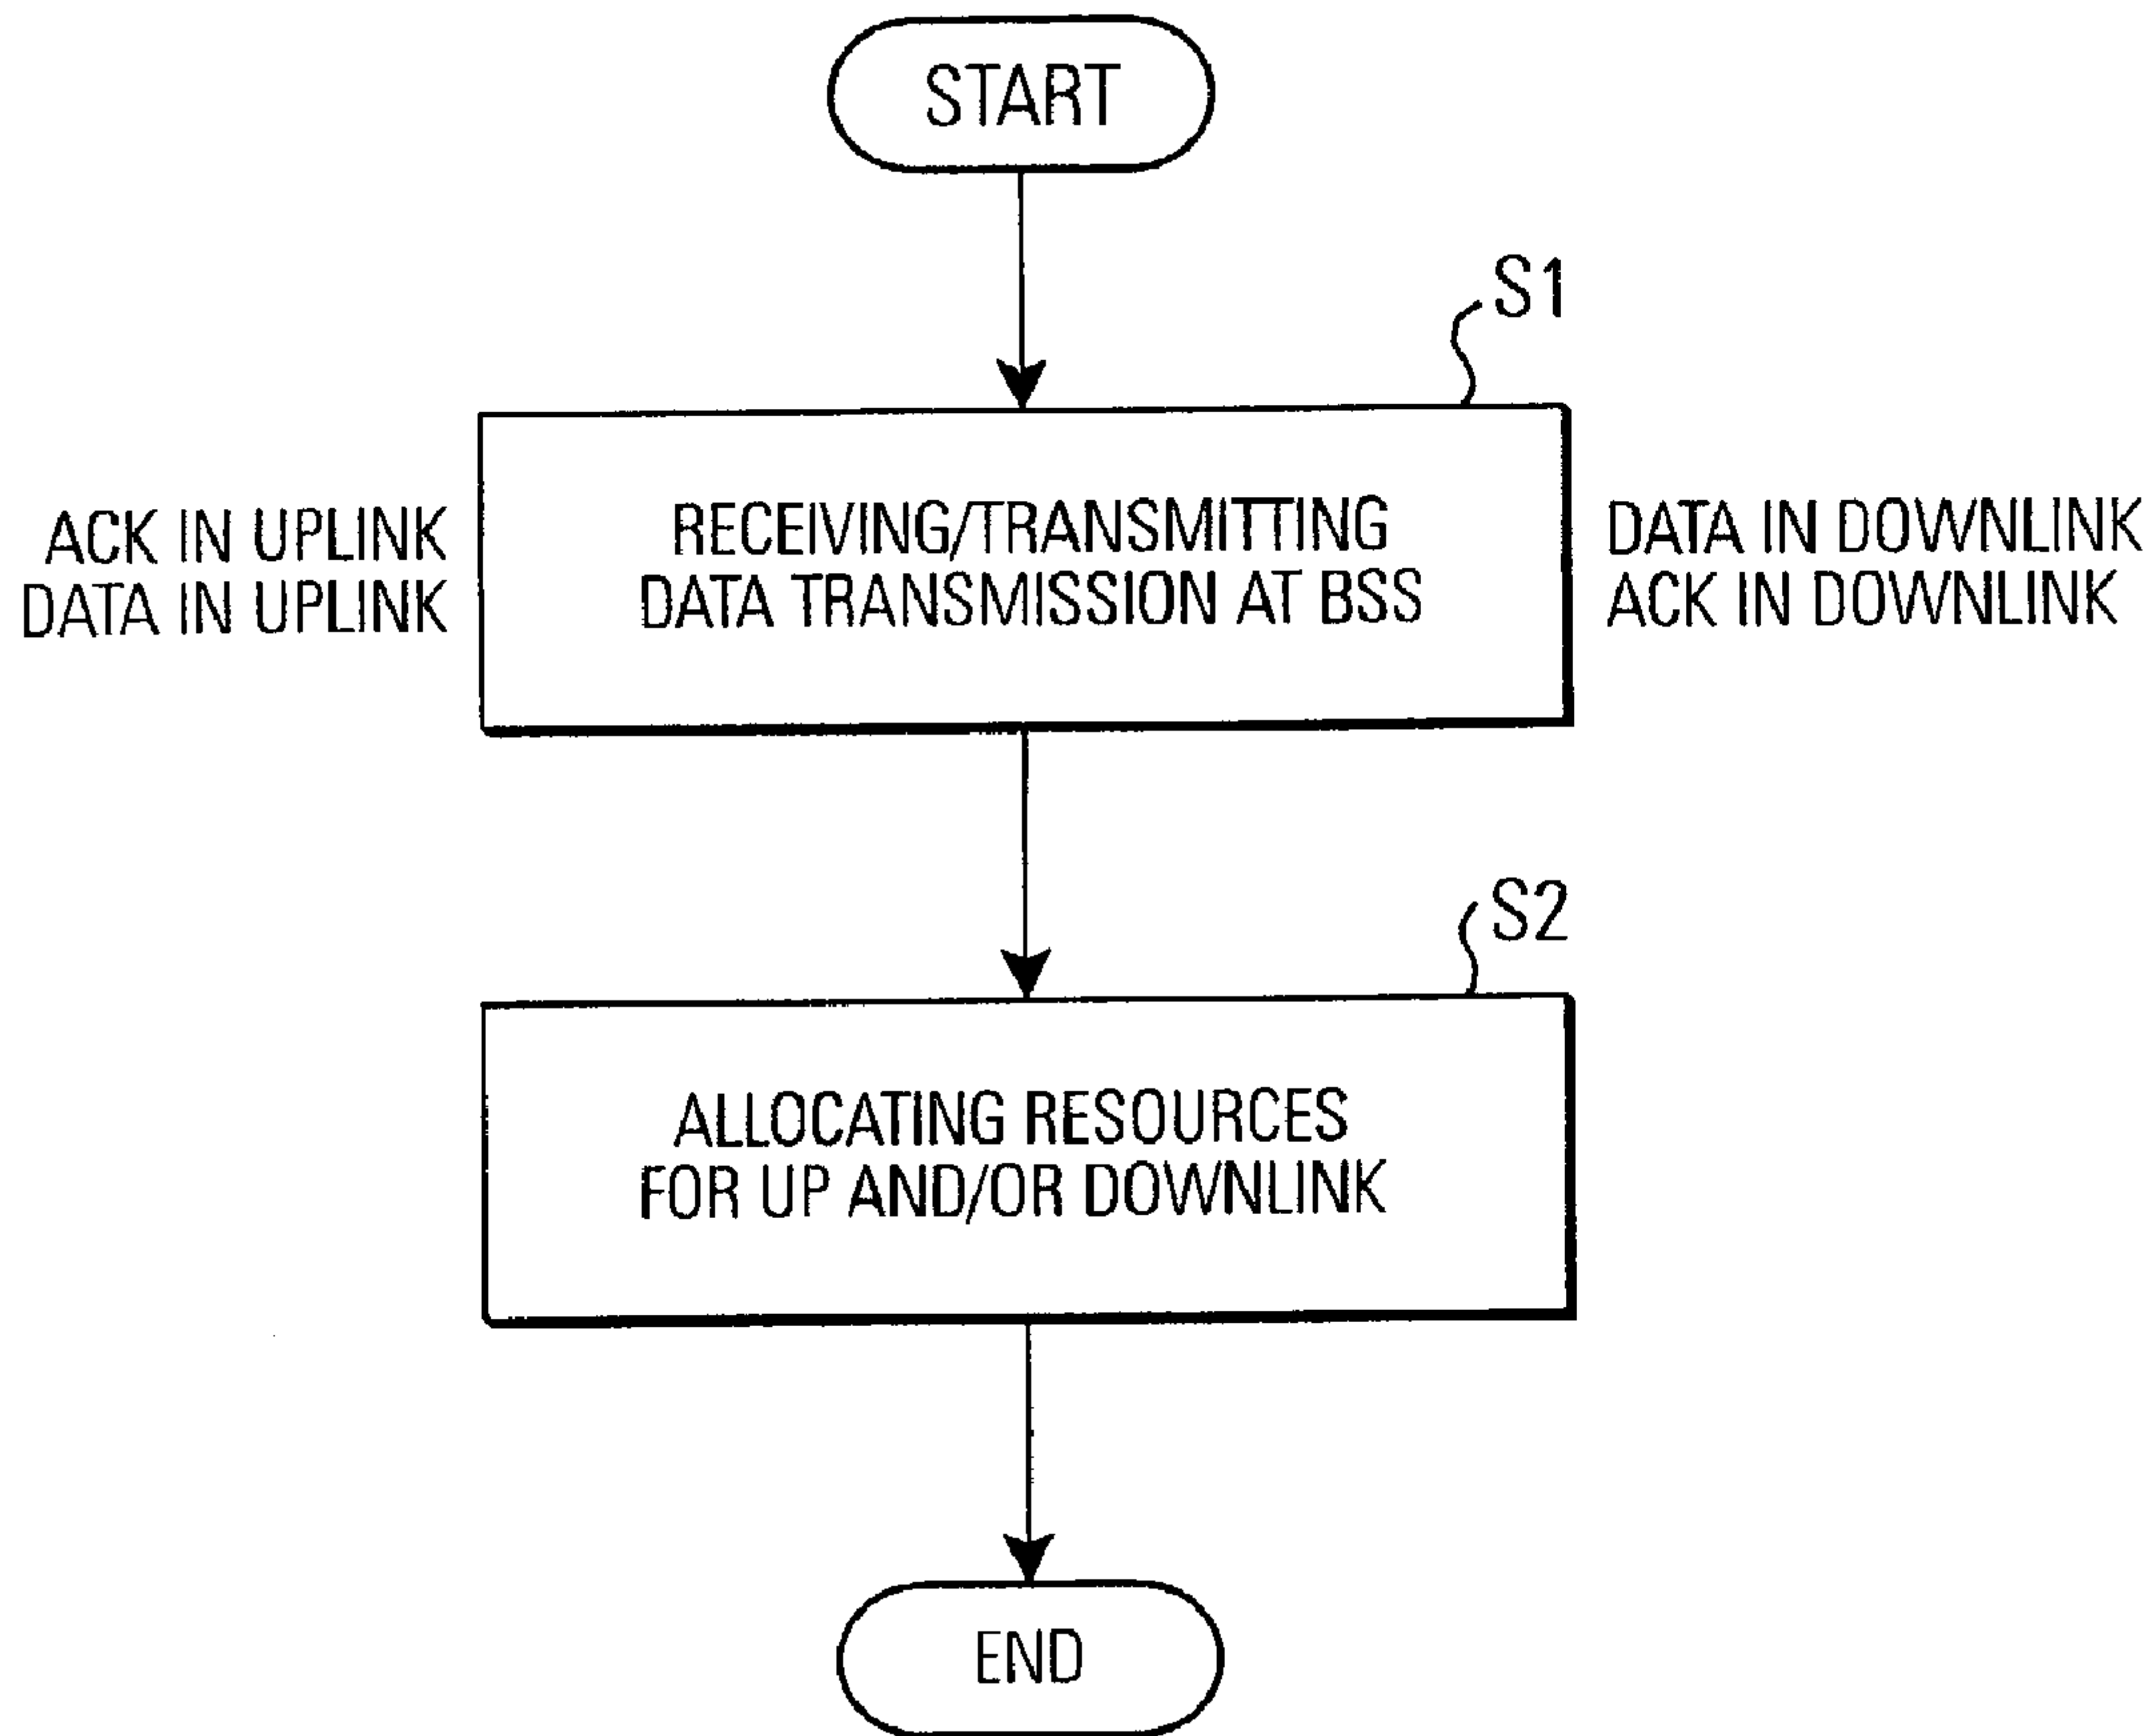 START
S1
ACK IN UPLINK
DATA IN UPLINK
RECEIVING/TRANSMITTING
DATA TRANSMISSION AT BSS
DATA IN DOWNLINK
ACK IN DOWNLINK
S2
ALLOCATING RESOURCES
FOR UP AND/OR DOWNLINK
END